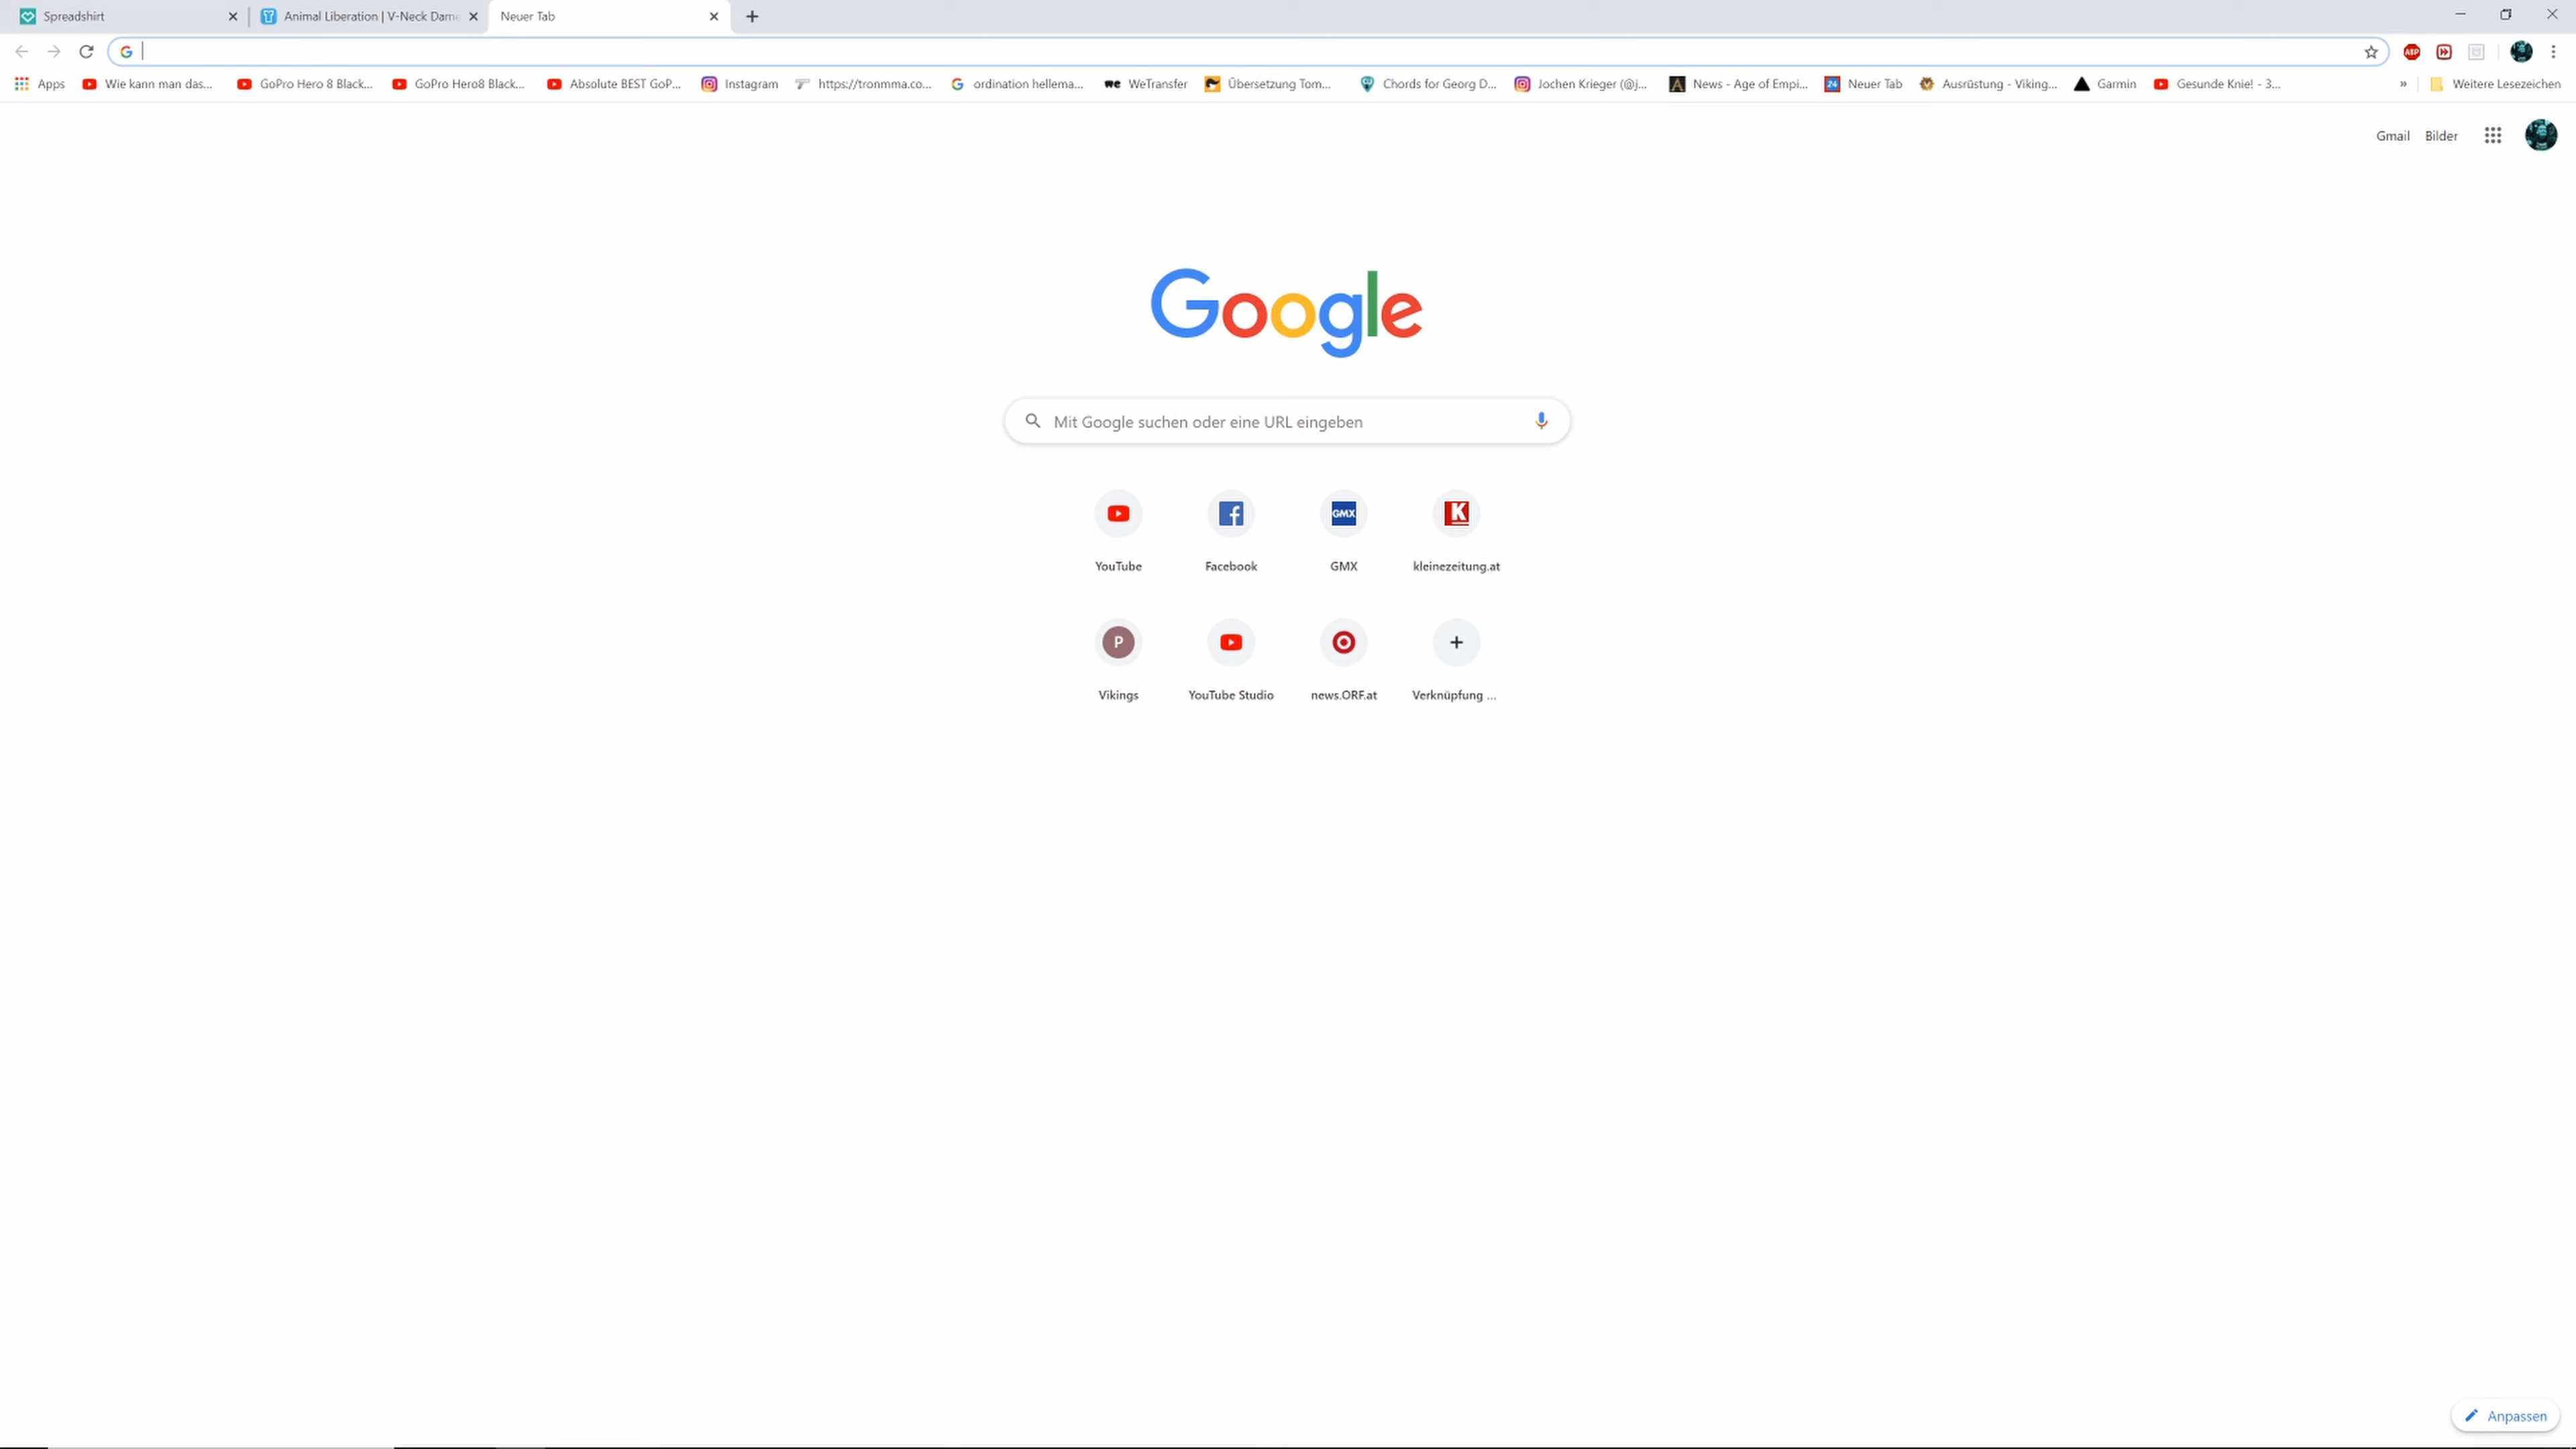 Spreadshirt
Animal Liberation | V-Neck Dame
Neuer Tab
Apps
Wie kann man das...
GoPro Hero 8 Black...
GoPro Hero8 Black...
Absolute BEST GoP...
Instagram
https://tronmma.co...
ordination hellema...
WeTransfer
Übersetzung Tom...
Chords for Georg D...
Jochen Krieger (@j...
News - Age of Empi...
Neuer Tab
Ausrüstung - Viking...
Garmin
Gesunde Knie! - 3...
»
Weitere Lesezeichen
Gmail
Bilder
Google
Mit Google suchen oder eine URL eingeben
GMX
K
YouTube
Facebook
GMX
kleinezeitung.at
P
Vikings
YouTube Studio
news.ORF.at
Verknüpfung ...
Anpassen